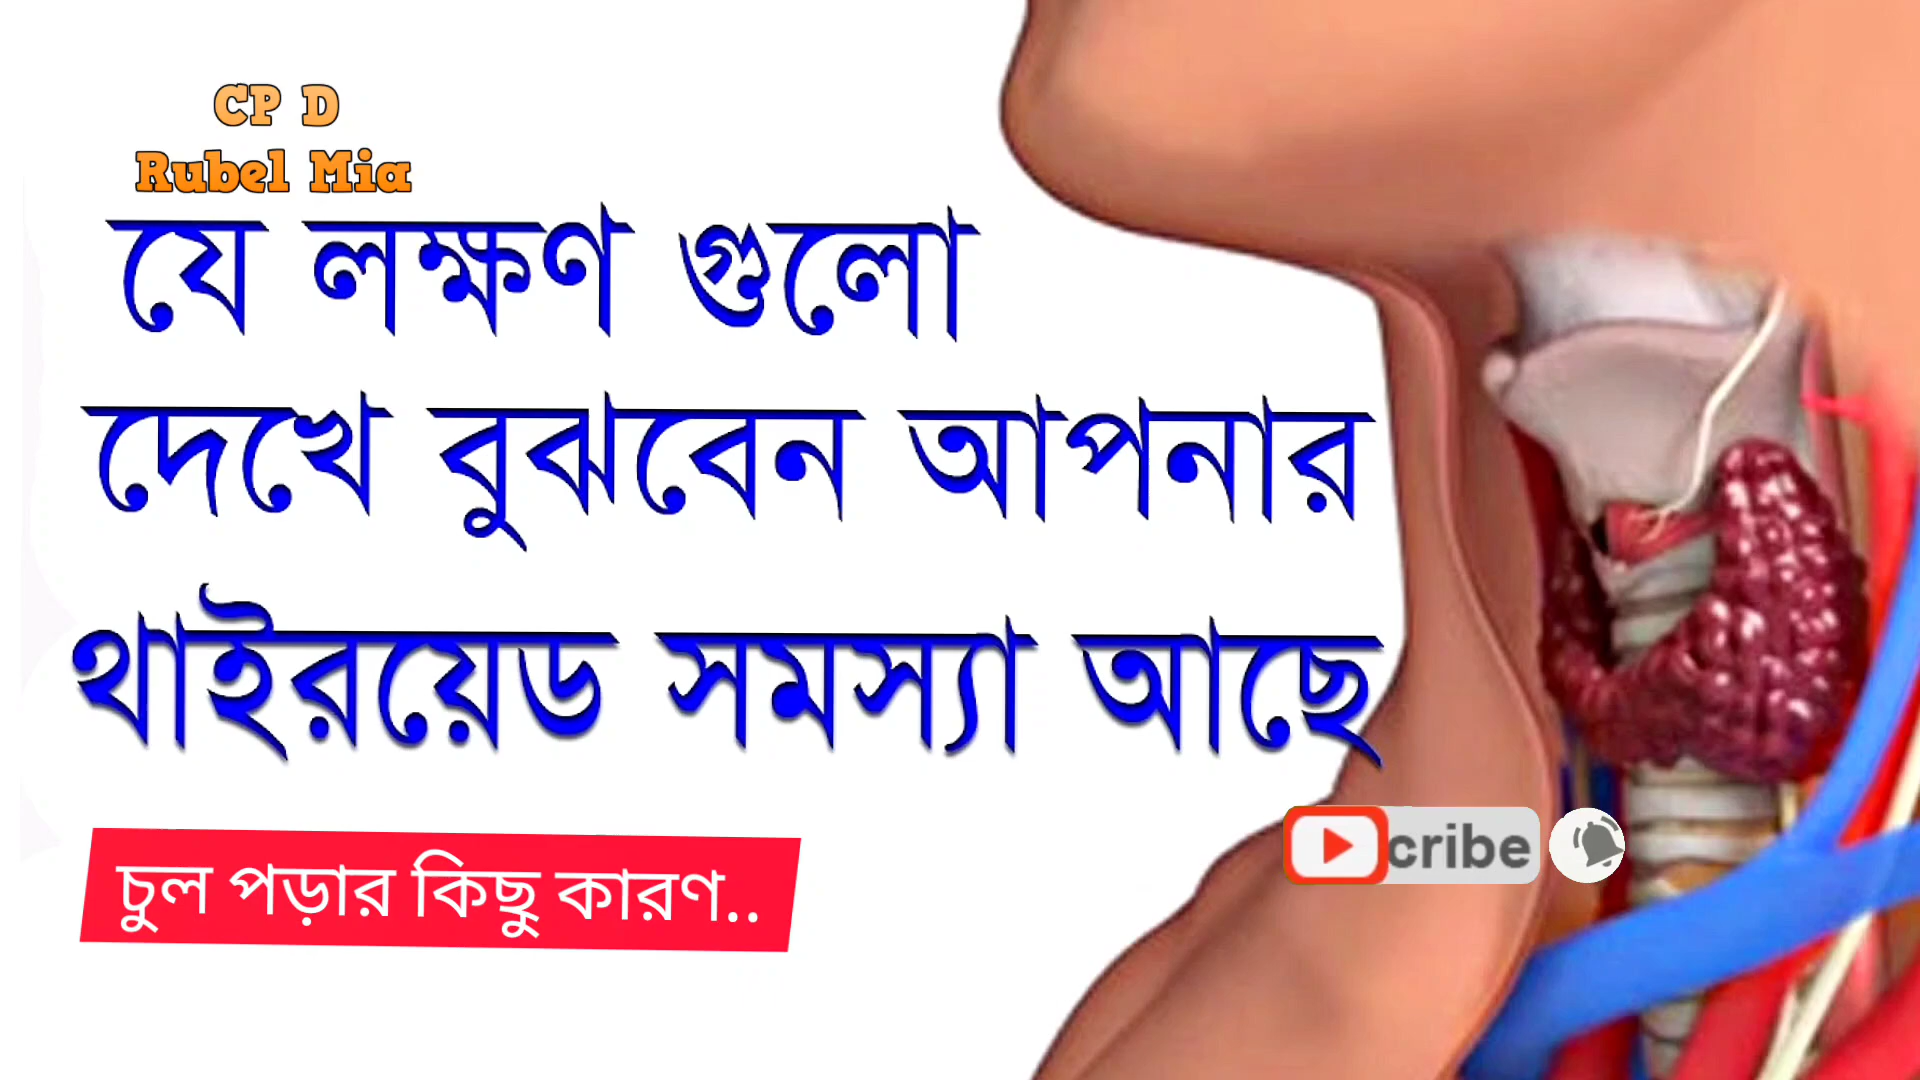 CP D
Rubel Mia
যে লক্ষণ গুলো
দেখে বুঝবেন আপনার
থাইরয়েড সমস্যা আছে
চুল পড়ার কিছু কারণ..
cribe